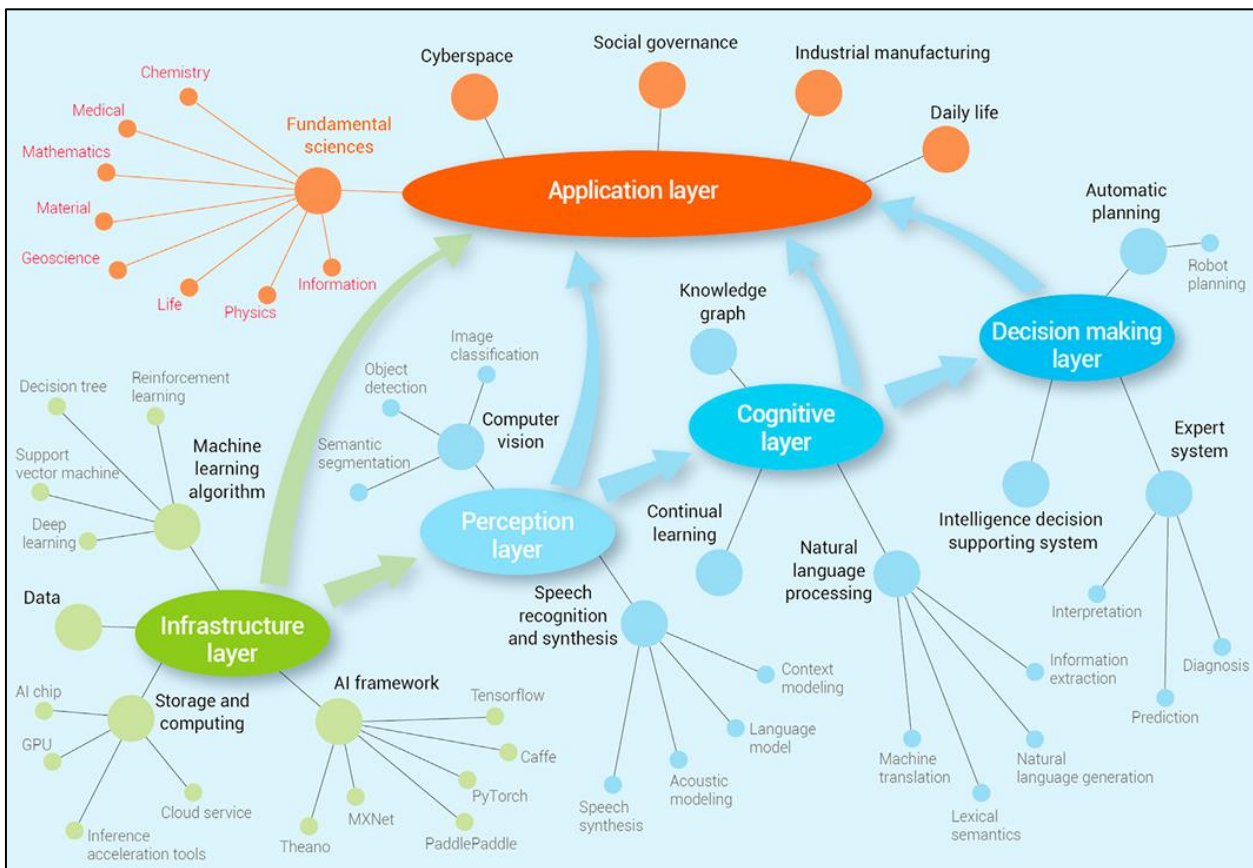 Cyberspace
Social governance
Industrial manufacturing
Daily life
Chemistry
Medical
Mathematics
Material
Geoscience
Life
Physics
Information
Fundamental
sciences
Application layer
Automatic
planning
Robot
planning
Knowledge
graph
Decision making
layer
Image
classification
Object
detection
Computer
vision
Semantic
segmentation
Decision tree
Reinforcement
learning
Machine
learning
algorithm
Support
vector machine
Deep
learning
Cognitive
layer
Perception
layer
Continual
learning
Natural
language
processing
Intelligence decision
supporting system
Expert
system
Data
Infrastructure
layer
Speech
recognition
and synthesis
Interpretation
Diagnosis
Prediction
Context
modeling
Language
model
Acoustic
modeling
Speech
synthesis
Information
extraction
Natural
language generation
Machine
translation
Lexical
semantics
AI chip
Storage and
computing
GPU
Inference
acceleration tools
Cloud service
AI framework
Tensorflow
Caffe
PyTorch
PaddlePaddle
MXNet
Theano